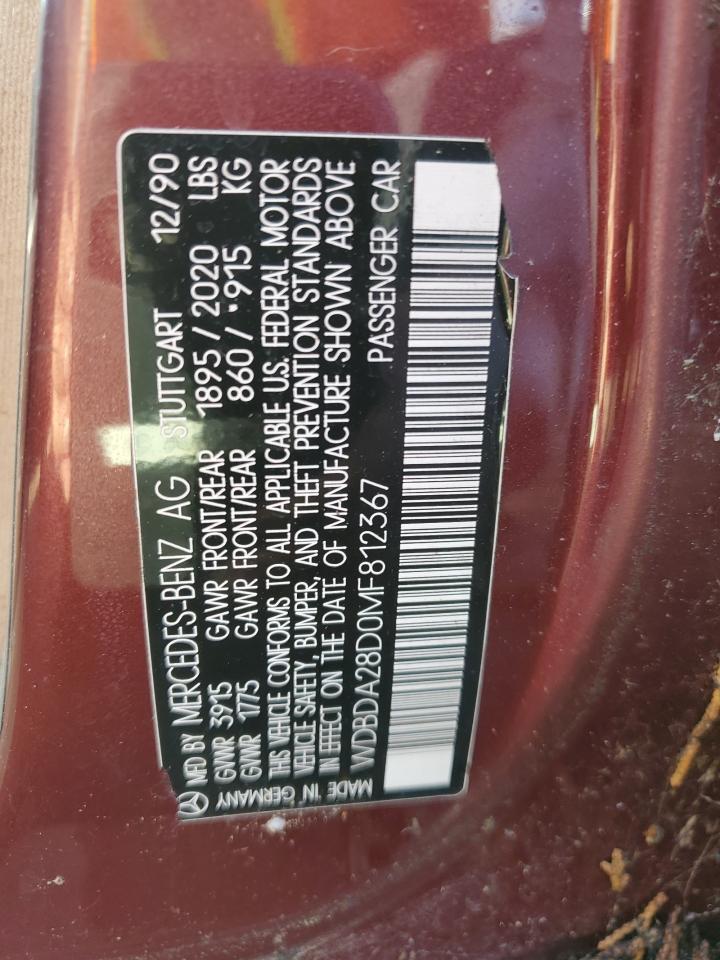 MFD BY MERCEDES-BENZ AG STUTTGART 12/90
GVWR 3915 GAWR FRONT/REAR 1895/2020 LBS
GVWR 1775 GAWR FRONT/REAR 860/915 KG
THIS VEHICLE CONFORMS TO ALL APPLICABLE U.S. FEDERAL MOTOR
VEHICLE SAFETY, BUMPER, AND THEFT PREVENTION STANDARDS
IN EFFECT ON THE DATE OF MANUFACTURE SHOWN ABOVE
MADE IN GERMANY WDBDA28D0MF812367 PASSENGER CAR